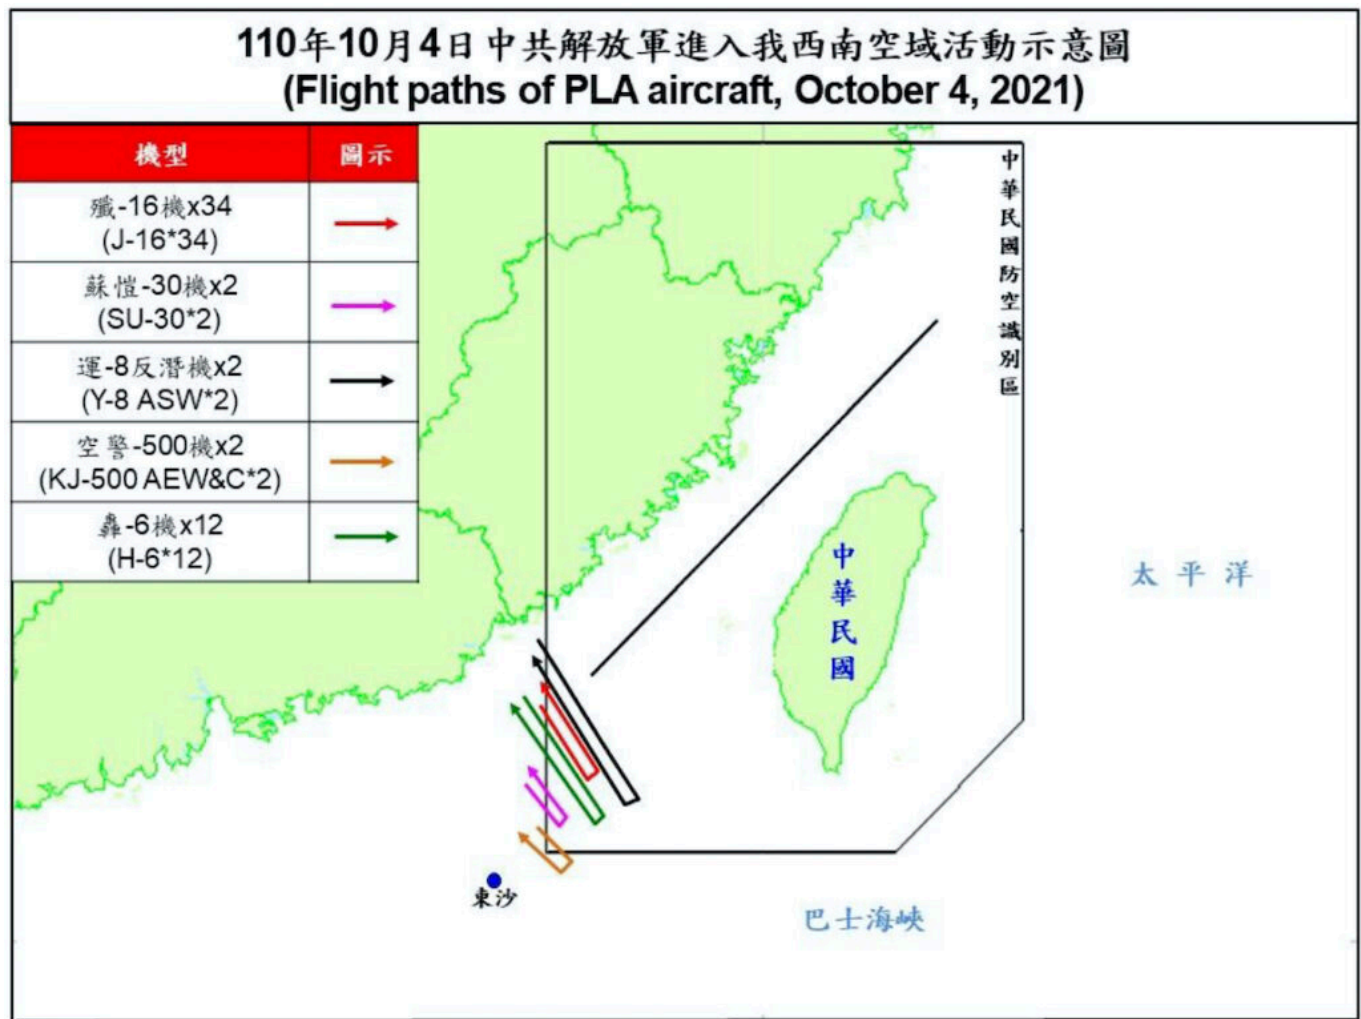 110年10月4日中共解放軍進入我西南空域活動示意圖
(Flight paths of PLA aircraft, October 4, 2021)
機型
圖示
殲-16機x34
(J-16*34)
蘇愷-30機x2
(SU-30*2)
運-8反潛機x2
(Y-8 ASW*2)
空警-500機x2
(KJ-500 AEW&C*2)
轟-6機x12
(H-6*12)
中華民國防空識別區
中華民國
太平洋
東沙
巴士海峽